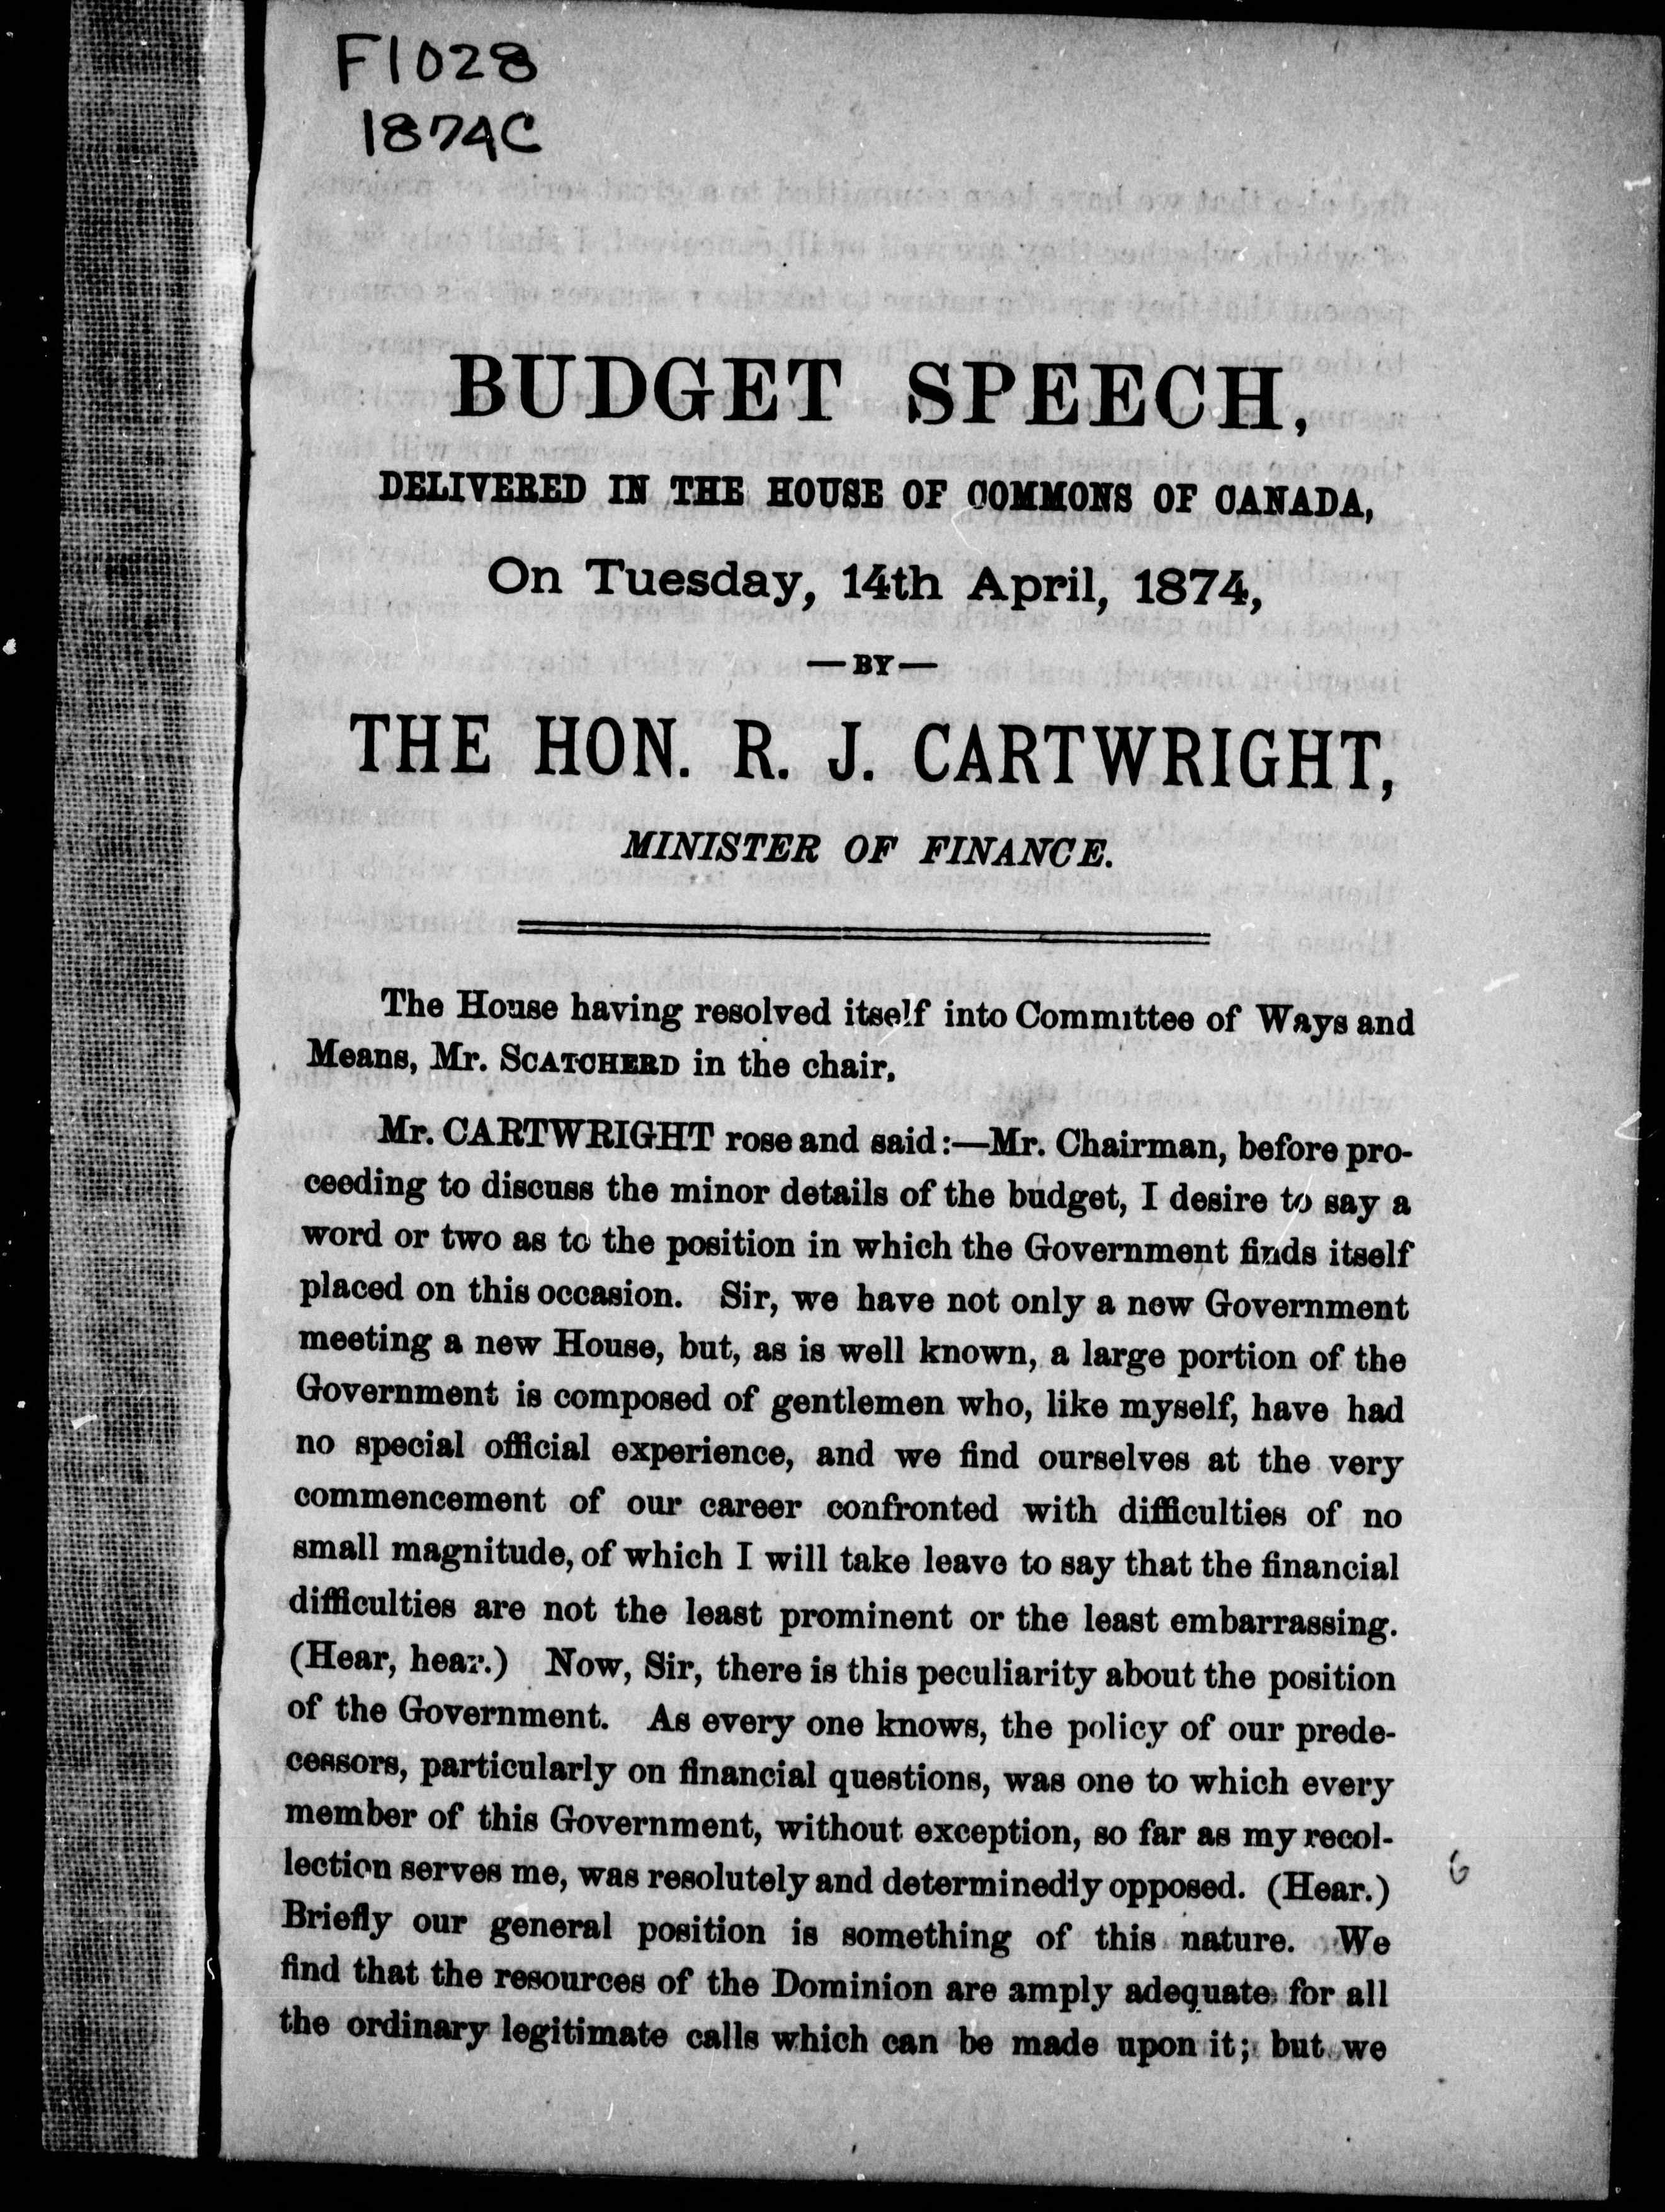 F1028
1874C
BUDGET SPEECH,
DELIVERED IN THE HOUSE OF COMMONS OF CANADA,
On Tuesday, 14th April, 1874,
—BY—
THE HON. R. J. CARTWRIGHT,
MINISTER OF FINANCE.
The House having resolved itself into Committee of Ways and
Means, Mr. SCATCHERD in the chair.
Mr. CARTWRIGHT rose and said:—Mr. Chairman, before pro-
ceeding to discuss the minor details of the budget, I desire to say a
word or two as to the position in which the Government finds itself
placed on this occasion. Sir, we have not only a new Government
meeting a new House, but, as is well known, a large portion of the
Government is composed of gentlemen who, like myself, have had
no special official experience, and we find ourselves at the very
commencement of our career confronted with difficulties of no
small magnitude, of which I will take leave to say that the financial
difficulties are not the least prominent or the least embarrassing.
(Hear, hear.) Now, Sir, there is this peculiarity about the position
of the Government. As every one knows, the policy of our prede-
cessors, particularly on financial questions, was one to which every
member of this Government, without exception, so far as my recol-
lection serves me, was resolutely and determinedly opposed. (Hear.)
Briefly our general position is something of this nature. We
find that the resources of the Dominion are amply adequate for all
the ordinary legitimate calls which can be made upon it; but we